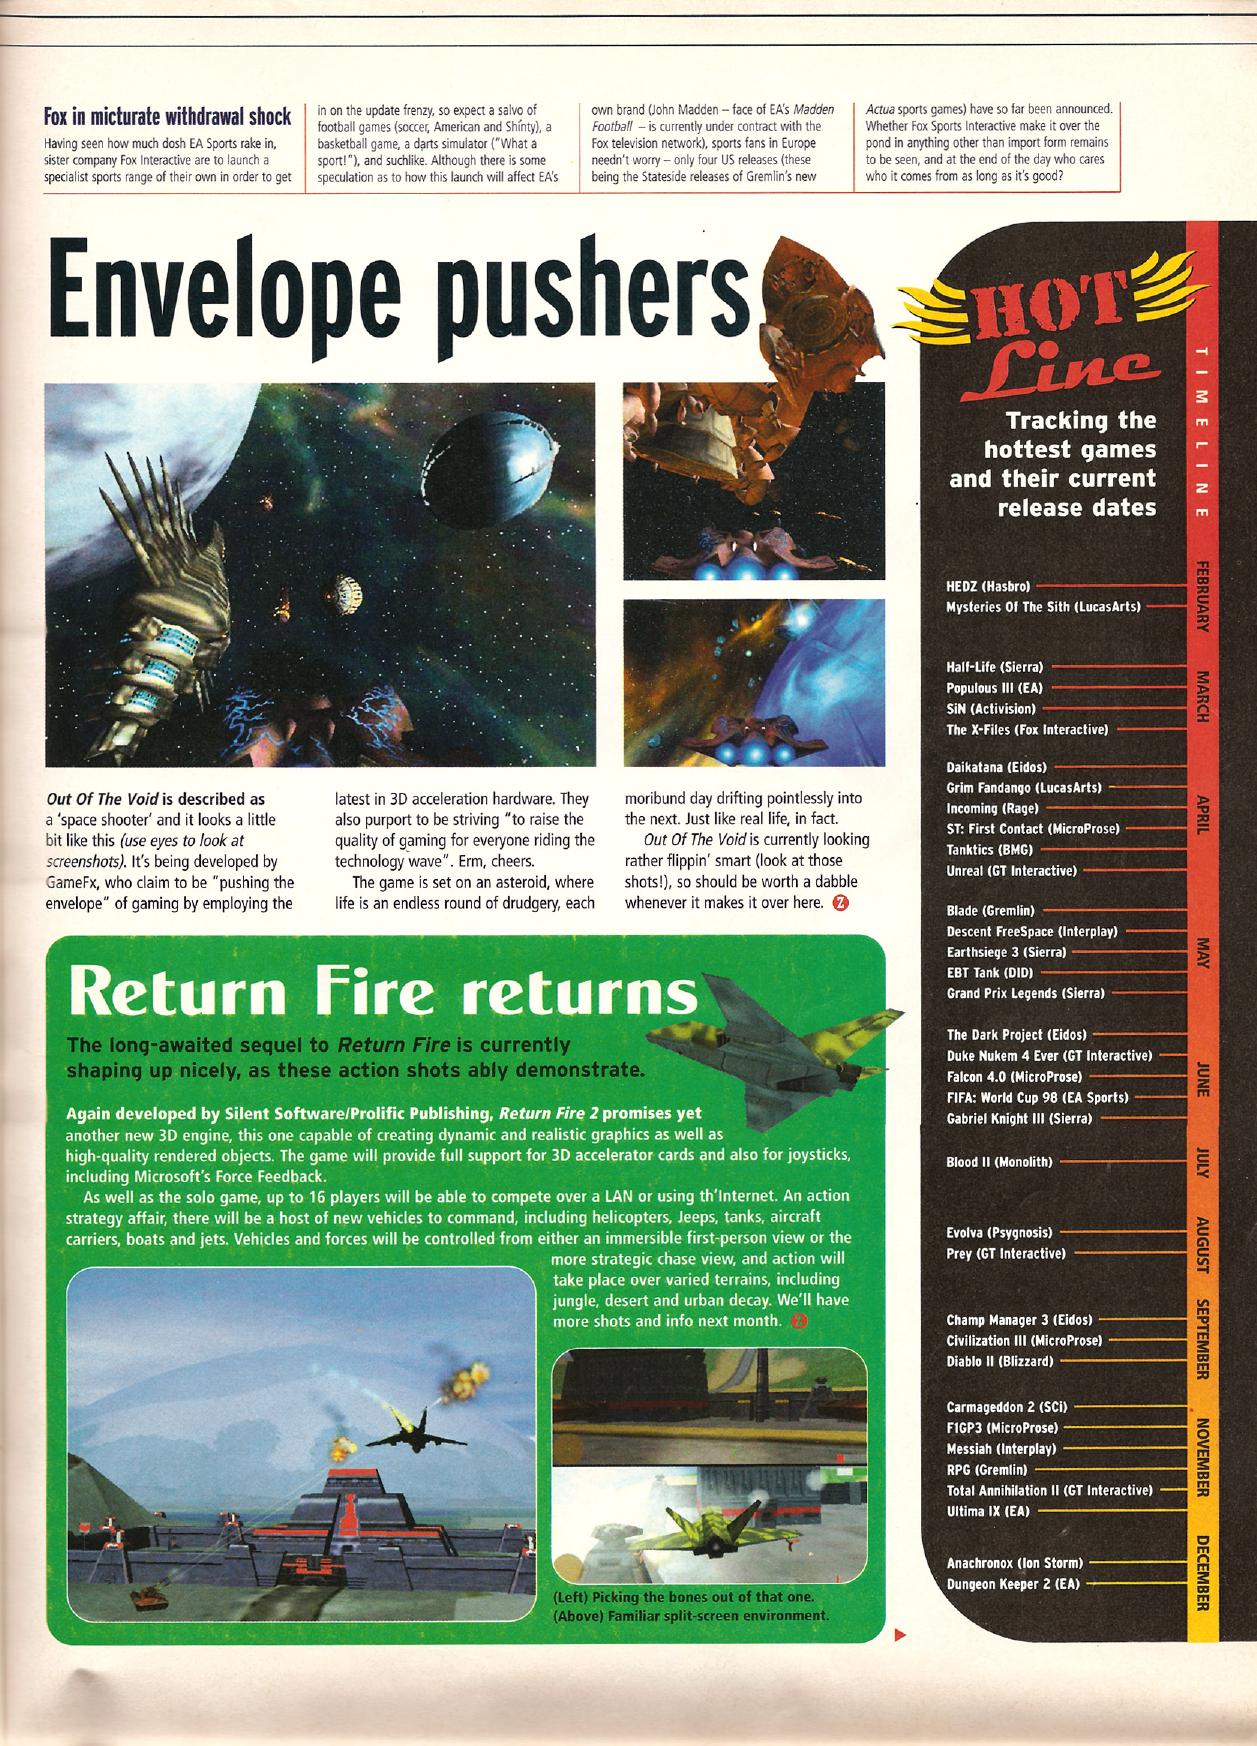 Fox in micturate withdrawal shock
Having seen how much dosh EA Sports rake in,
sister company Fox Interactive are to launch a
specialist sports range of their own in order to get
in on the update frenzy, so expect a salvo of
football games (soccer, American and Shinty), a
basketball game, a darts simulator ("What a
sport!"), and suchlike. Although there is some
speculation as to how this launch will affect EA's
own brand (John Madden – face of EA's Madden
Football – is currently under contract with the
Fox television network), sports fans in Europe
needn't worry – only four US releases (these
being the Stateside releases of Gremlin's new
Actua sports games) have so far been announced.
Whether Fox Sports Interactive make it over the
pond in anything other than import form remains
to be seen, and at the end of the day who cares
who it comes from as long as it's good?
Envelope pushers
Out Of The Void is described as
a 'space shooter' and it looks a little
bit like this (use eyes to look at
screenshots). It's being developed by
GameFx, who claim to be "pushing the
envelope" of gaming by employing the
latest in 3D acceleration hardware. They
also purport to be striving "to raise the
quality of gaming for everyone riding the
technology wave". Erm, cheers.
The game is set on an asteroid, where
life is an endless round of drudgery, each
moribund day drifting pointlessly into
the next. Just like real life, in fact.
Out Of The Void is currently looking
rather flippin' smart (look at those
shots!), so should be worth a dabble
whenever it makes it over here. Z
Return Fire returns
The long-awaited sequel to Return Fire is currently
shaping up nicely, as these action shots ably demonstrate.
Again developed by Silent Software/Prolific Publishing, Return Fire 2 promises yet
another new 3D engine, this one capable of creating dynamic and realistic graphics as well as
high-quality rendered objects. The game will provide full support for 3D accelerator cards and also for joysticks,
including Microsoft's Force Feedback.
As well as the solo game, up to 16 players will be able to compete over a LAN or using th'Internet. An action
strategy affair, there will be a host of new vehicles to command, including helicopters, Jeeps, tanks, aircraft
carriers, boats and jets. Vehicles and forces will be controlled from either an immersible first-person view or the
more strategic chase view, and action will
take place over varied terrains, including
jungle, desert and urban decay. We'll have
more shots and info next month. Z
(Left) Picking the bones out of that one.
(Above) Familiar split-screen environment.
HOT
Line
Tracking the
hottest games
and their current
release dates
TIMELINE
FEBRUARY
HEDZ (Hasbro)
Mysteries Of The Sith (LucasArts)
MARCH
Half-Life (Sierra)
Populous III (EA)
SiN (Activision)
The X-Files (Fox Interactive)
APRIL
Daikatana (Eidos)
Grim Fandango (LucasArts)
Incoming (Rage)
ST: First Contact (MicroProse)
Tanktics (BMG)
Unreal (GT Interactive)
MAY
Blade (Gremlin)
Descent FreeSpace (Interplay)
Earthsiege 3 (Sierra)
EBT Tank (DID)
Grand Prix Legends (Sierra)
JUNE
The Dark Project (Eidos)
Duke Nukem 4 Ever (GT Interactive)
Falcon 4.0 (MicroProse)
FIFA: World Cup 98 (EA Sports)
Gabriel Knight III (Sierra)
JULY
Blood II (Monolith)
AUGUST
Evolva (Psygnosis)
Prey (GT Interactive)
SEPTEMBER
Champ Manager 3 (Eidos)
Civilization III (MicroProse)
Diablo II (Blizzard)
NOVEMBER
Carmageddon 2 (SCi)
F1GP3 (MicroProse)
Messiah (Interplay)
RPG (Gremlin)
Total Annihilation II (GT Interactive)
Ultima IX (EA)
DECEMBER
Anachronox (Ion Storm)
Dungeon Keeper 2 (EA)